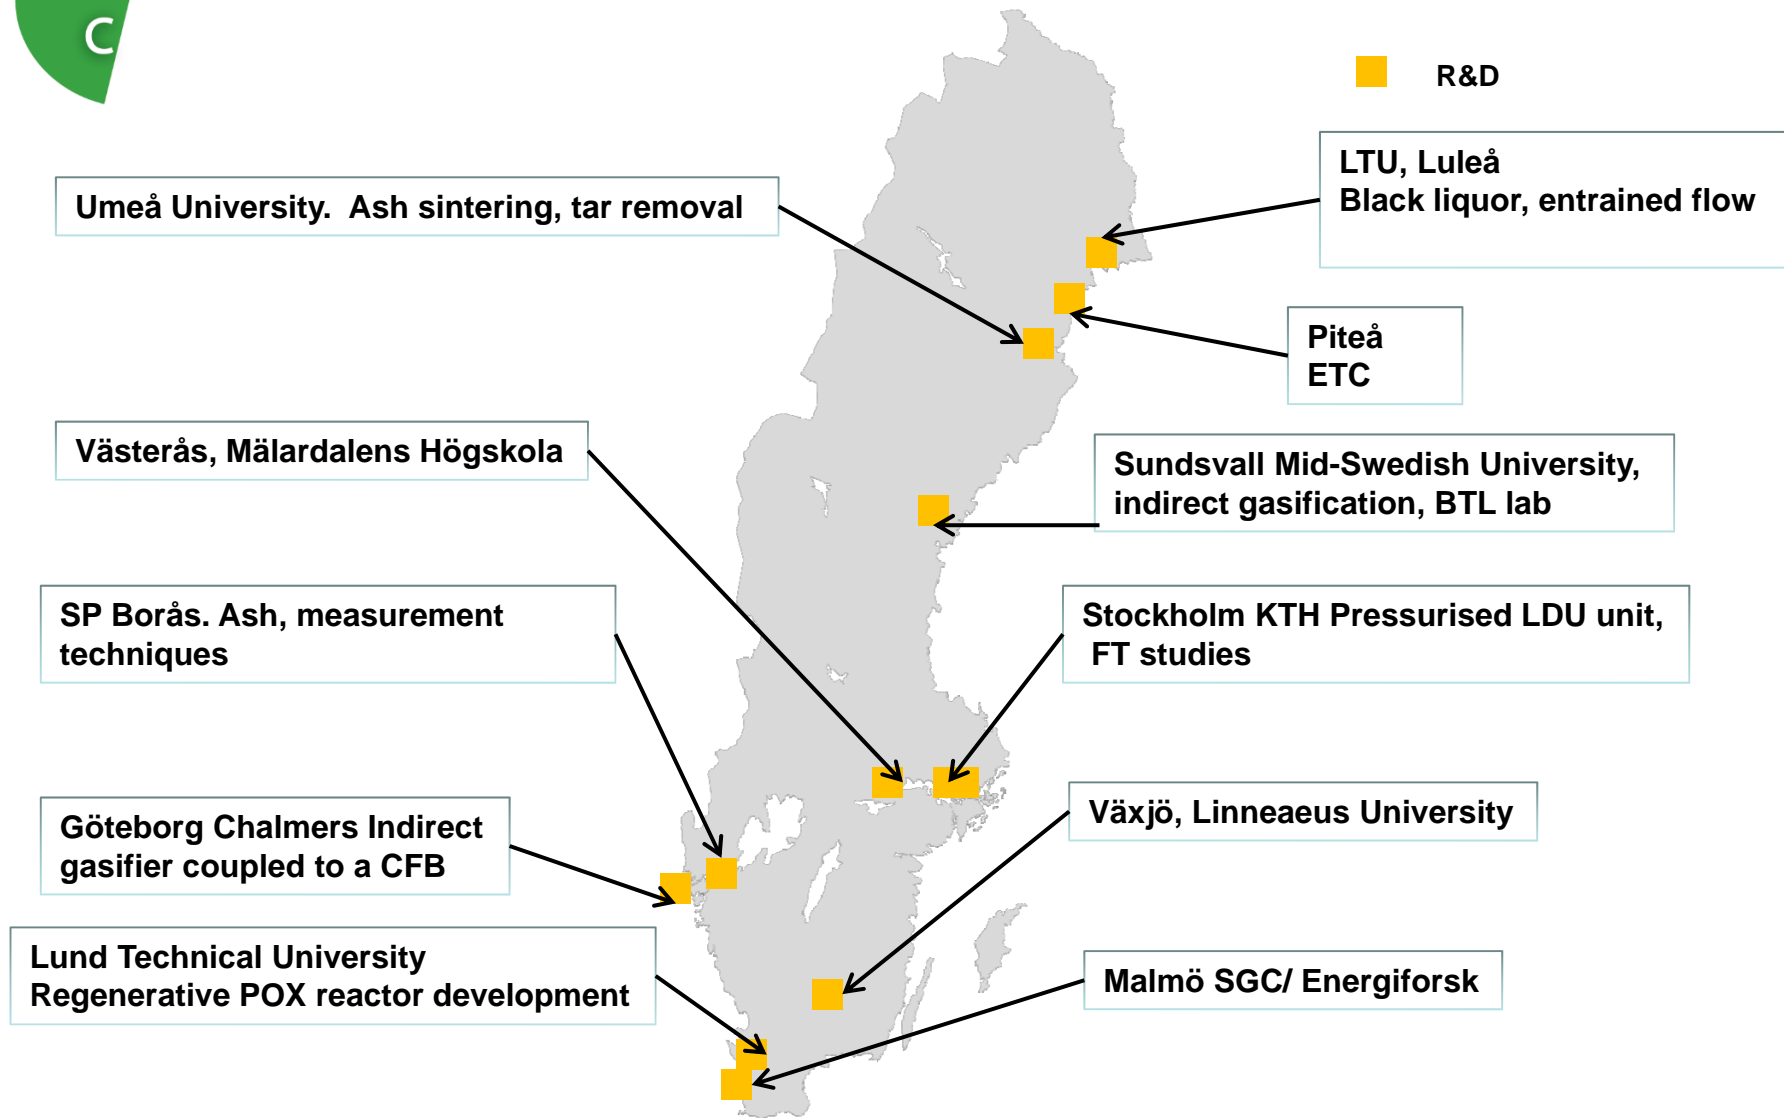 C
R&D
LTU, Luleå
Black liquor, entrained flow
Umeå University.  Ash sintering, tar removal
Piteå
ETC
Västerås, Mälardalens Högskola
Sundsvall Mid-Swedish University,
indirect gasification, BTL lab
SP Borås. Ash, measurement
techniques
Stockholm KTH Pressurised LDU unit,
FT studies
Göteborg Chalmers Indirect
gasifier coupled to a CFB
Växjö, Linneaeus University
Lund Technical University
Regenerative POX reactor development
Malmö SGC/ Energiforsk